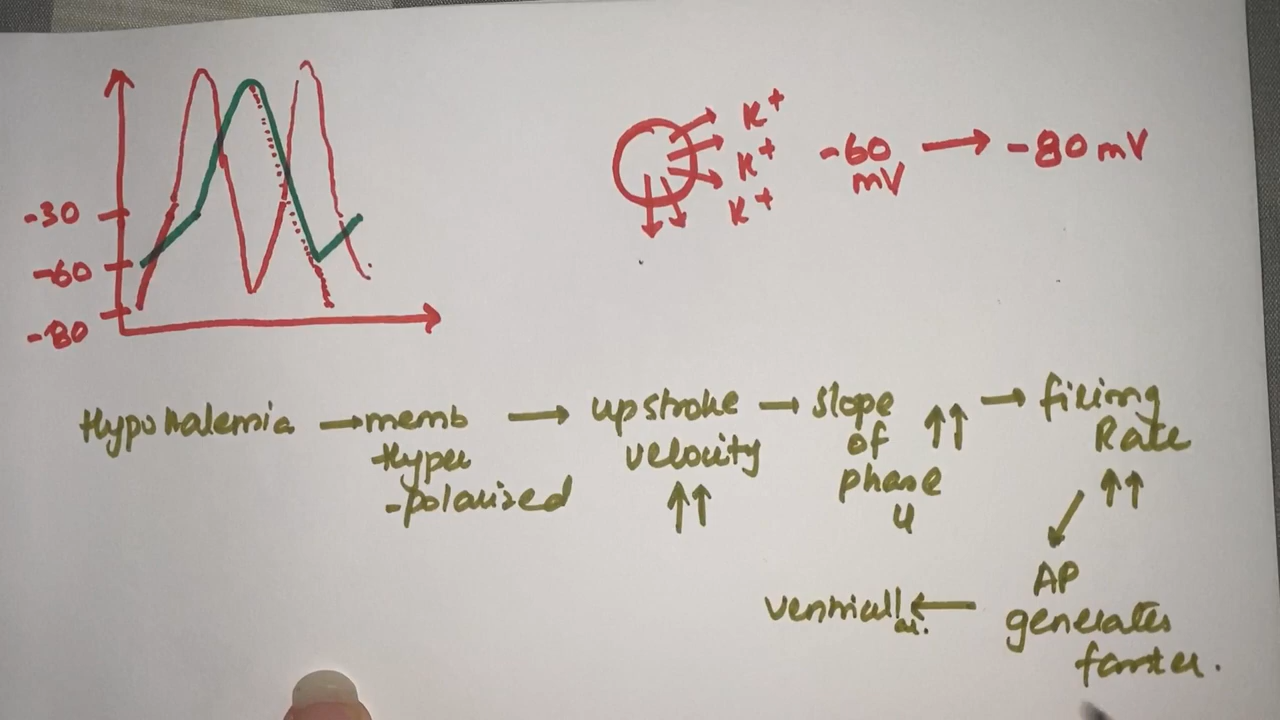 -30
-60
-80
K+
K+
K+
-60 mV → -80 mV
Hypokalemia → memb Hyper -polarized → upstroke velocity ↑↑ → slope of phase 4 ↑↑ → firing Rate ↑↑
AP generates faster.
ventricular.